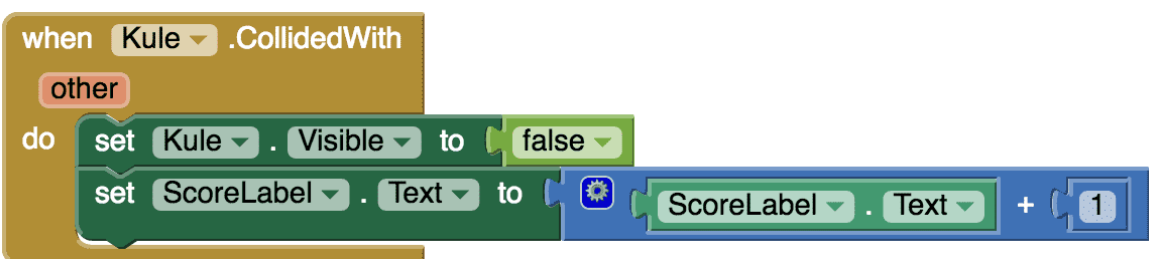 when Kule .CollidedWith
other
do set Kule . Visible to false
set ScoreLabel . Text to ScoreLabel . Text + 1